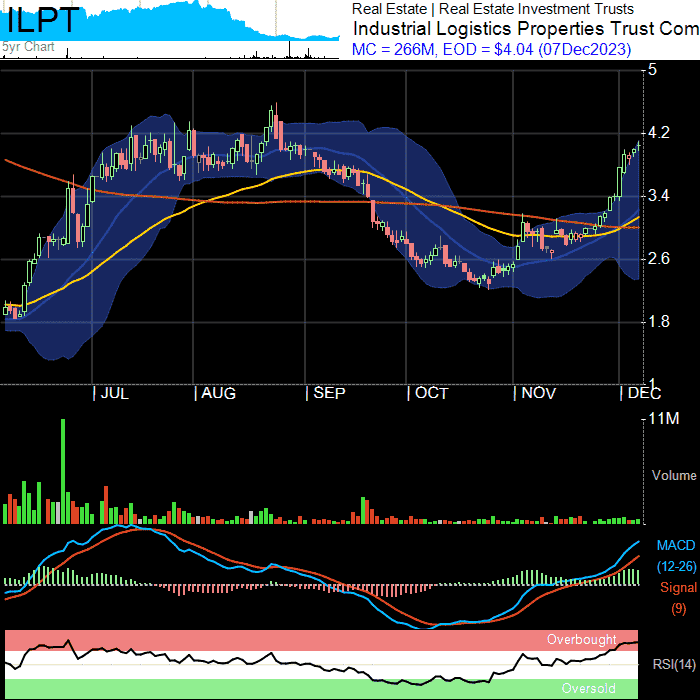 ILPT
5yr Chart
Real Estate | Real Estate Investment Trusts
Industrial Logistics Properties Trust Com
MC = 266M, EOD = $4.04 (07Dec2023)
5
4.2
3.4
2.6
1.8
1
| JUL | AUG | SEP | OCT | NOV | DEC
11M
Volume
MACD
(12-26)
Signal
(9)
Overbought
RSI(14)
Oversold